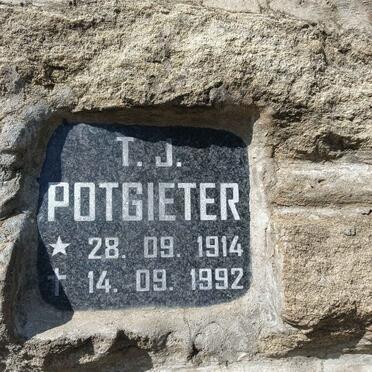 T. J.
POTGIETER
★ 28. 09. 1914
✝ 14. 09. 1992